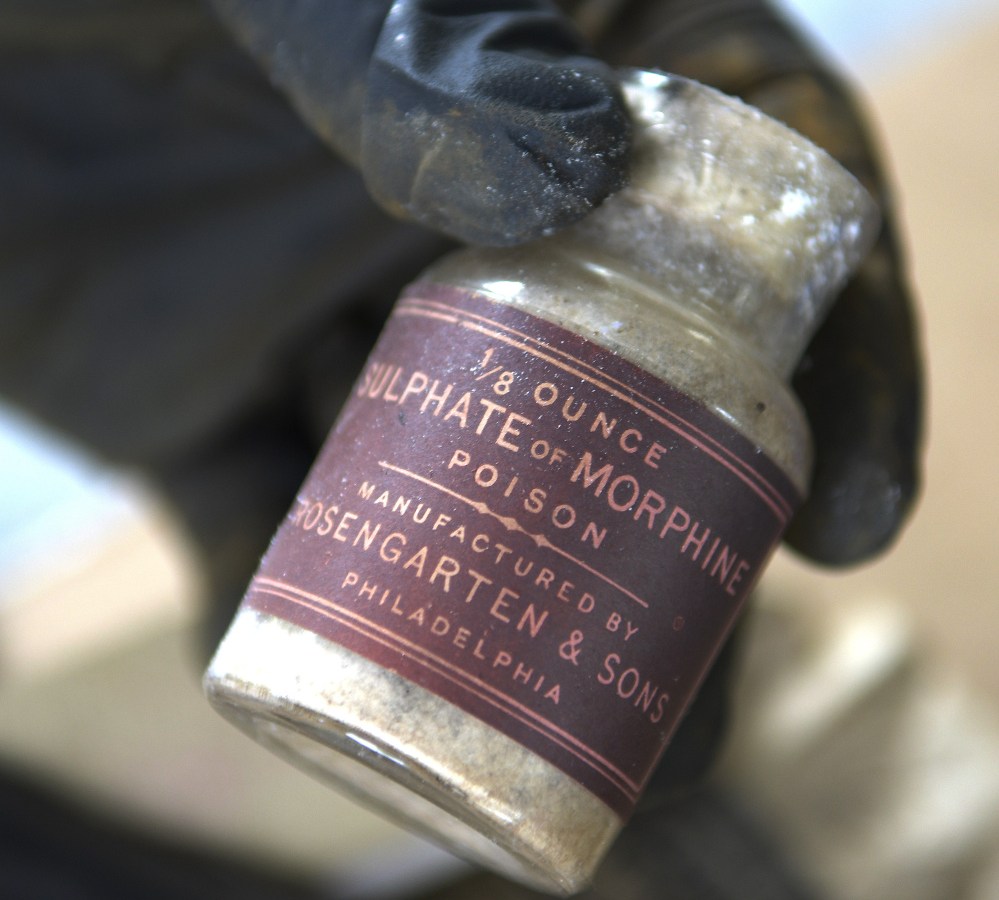 1/8 OUNCE
SULPHATE OF MORPHINE
POISON
MANUFACTURED BY
ROSENGARTEN & SONS
PHILADELPHIA